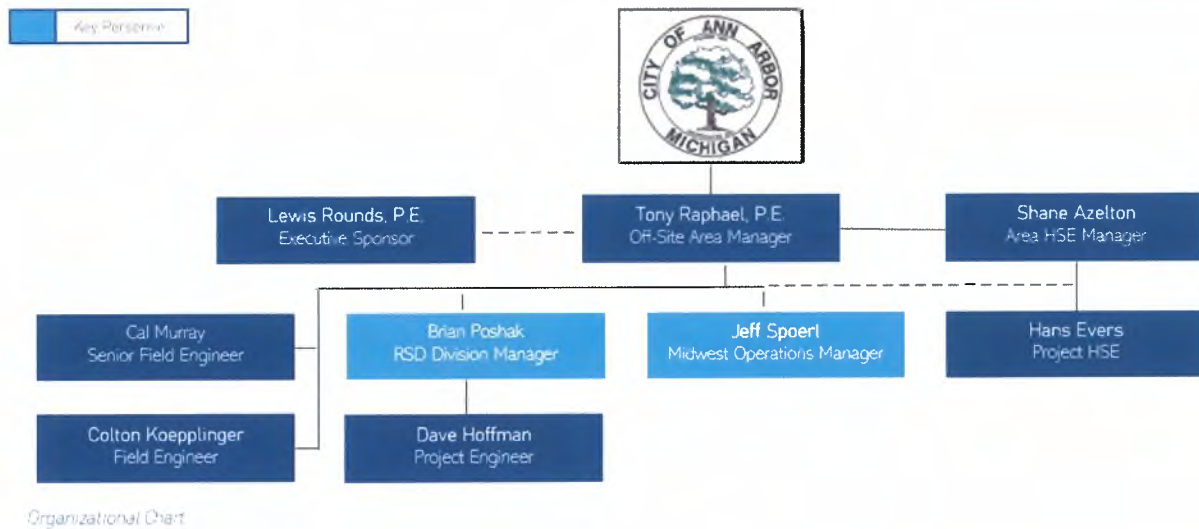 Key Personnel
CITY OF ANN ARBOR
MICHIGAN
Lewis Rounds, P.E.
Executive Sponsor
Tony Raphael, P.E.
Off-Site Area Manager
Shane Azelton
Area HSE Manager
Cal Murray
Senior Field Engineer
Brian Poshak
RSD Division Manager
Jeff Spoerl
Midwest Operations Manager
Hans Evers
Project HSE
Colton Koepplinger
Field Engineer
Dave Hoffman
Project Engineer
Organizational Chart